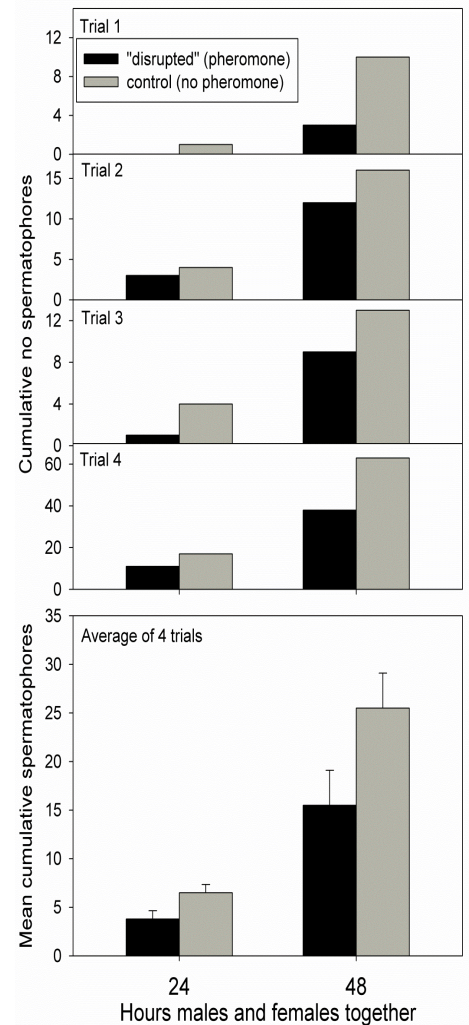 Trial 1
"disrupted" (pheromone)
control (no pheromone)
12
8
4
0
Trial 2
15
10
5
0
Cumulative no spermatophores
Trial 3
12
8
4
0
Trial 4
60
40
20
0
Average of 4 trials
35
30
25
20
15
10
5
0
Mean cumulative spermatophores
24 48
Hours males and females together